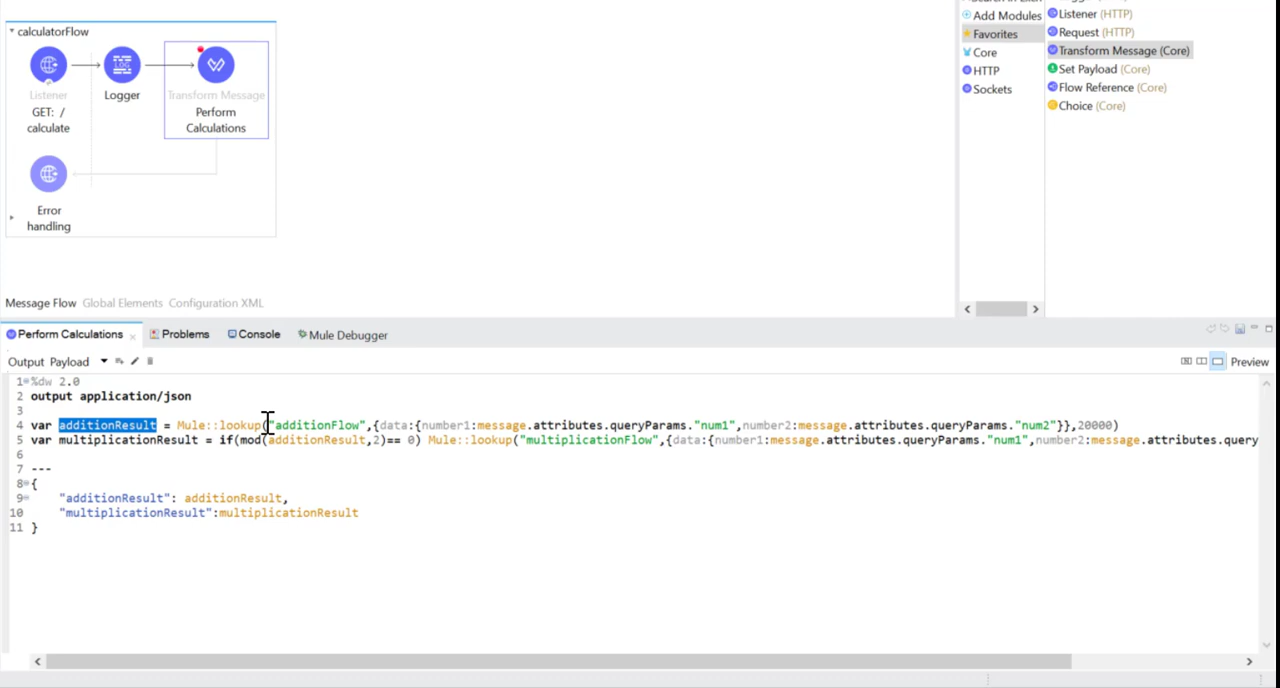 calculatorFlow
Listener
GET: /
calculate
Logger
Transform Message
Perform
Calculations
Error
handling
Add Modules
Favorites
Core
HTTP
Sockets
Listener (HTTP)
Request (HTTP)
Transform Message (Core)
Set Payload (Core)
Flow Reference (Core)
Choice (Core)
Message Flow Global Elements Configuration XML
Perform Calculations Problems Console Mule Debugger
Output Payload Preview
1 %dw 2.0
2 output application/json
3
4 var additionResult = Mule::lookup("additionFlow",{data:{number1:message.attributes.queryParams."num1",number2:message.attributes.queryParams."num2"}},20000)
5 var multiplicationResult = if(mod(additionResult,2)== 0) Mule::lookup("multiplicationFlow",{data:{number1:message.attributes.queryParams."num1",number2:message.attributes.query
6
7 ---
8 {
9 "additionResult": additionResult,
10 "multiplicationResult":multiplicationResult
11 }